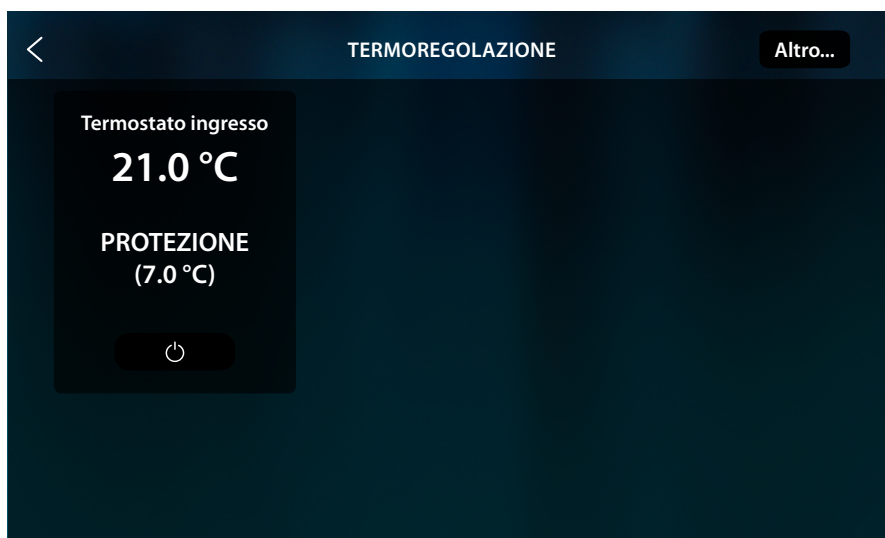 TERMOREGOLAZIONE
Altro...
Termostato ingresso
21.0 °C
PROTEZIONE
(7.0 °C)